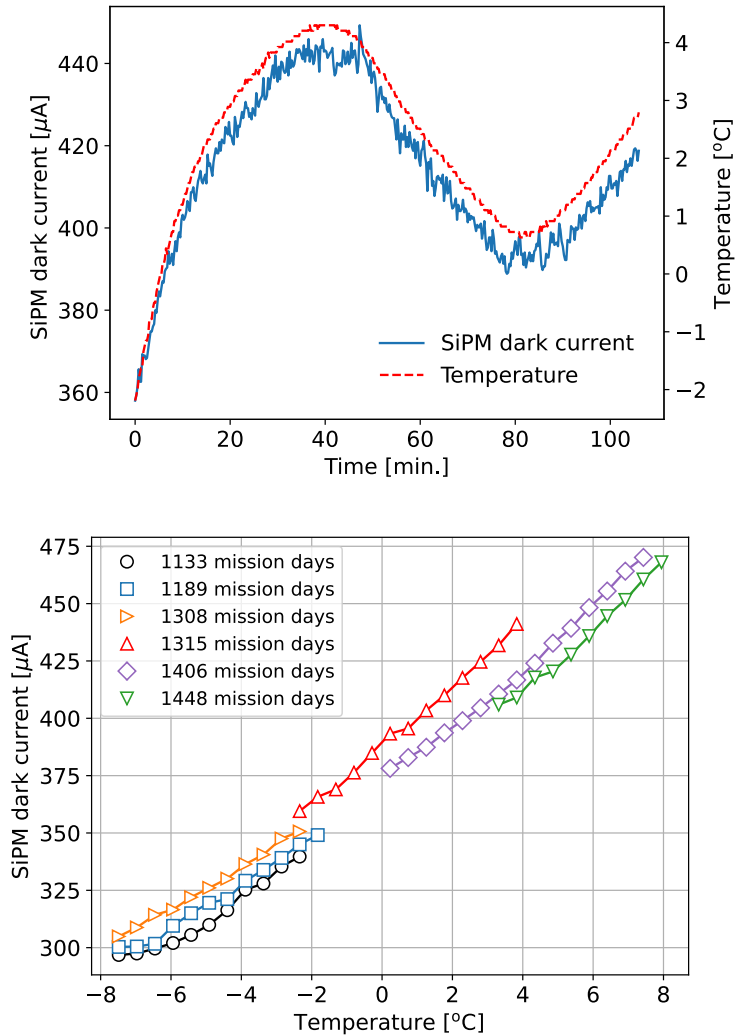 SiPM dark current [μA]
440
420
400
380
360
4
3
2
1
0
−1
−2
Temperature [°C]
SiPM dark current
Temperature
0 20 40 60 80 100
Time [min.]
SiPM dark current [μA]
475
450
425
400
375
350
325
300
1133 mission days
1189 mission days
1308 mission days
1315 mission days
1406 mission days
1448 mission days
−8 −6 −4 −2 0 2 4 6 8
Temperature [°C]